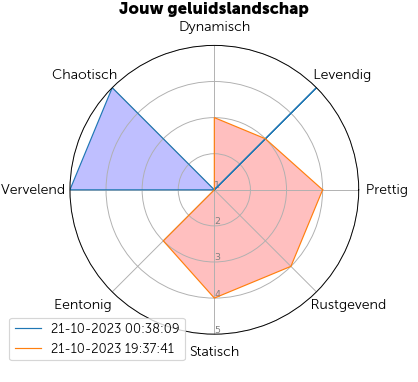 Jouw geluidslandschap
Dynamisch
Chaotisch
Levendig
Vervelend
Prettig
1
2
3
4
5
Eentonig
Rustgevend
Statisch
21-10-2023 00:38:09
21-10-2023 19:37:41